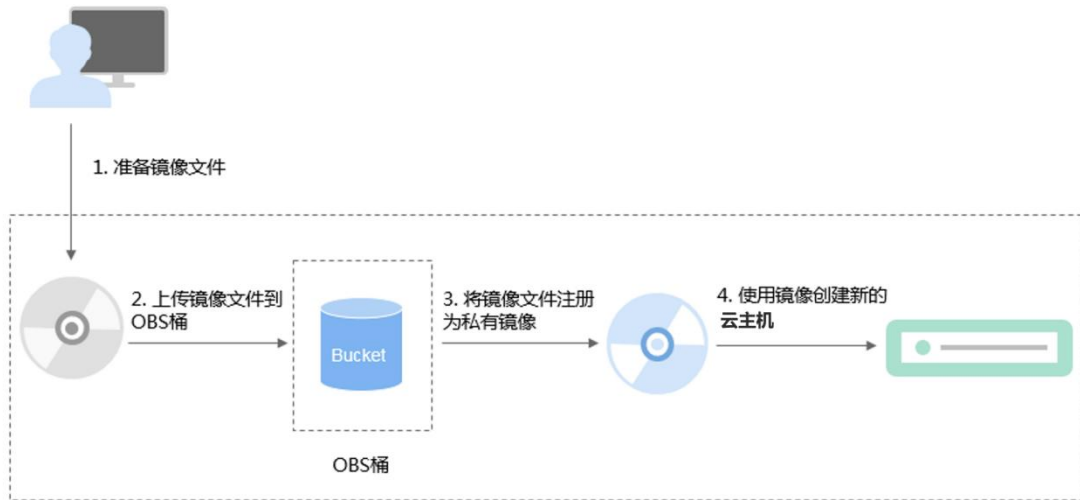 1. 准备镜像文件
2. 上传镜像文件到
OBS桶
Bucket
3. 将镜像文件注册
为私有镜像
4. 使用镜像创建新的
云主机
OBS桶